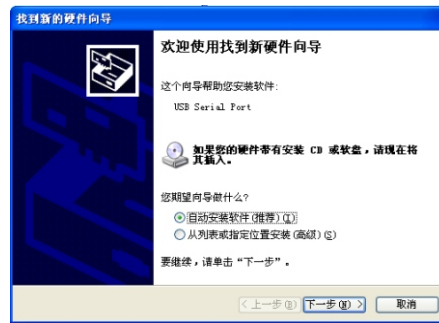 找到新的硬件向导
欢迎使用找到新硬件向导
这个向导帮助您安装软件:
USB Serial Port
如果您的硬件带有安装 CD 或软盘，请现在将
其插入。
您期望向导做什么?
自动安装软件(推荐)(I)
从列表或指定位置安装(高级)(S)
要继续，请单击“下一步”。
< 上一步(B) 下一步(N) > 取消